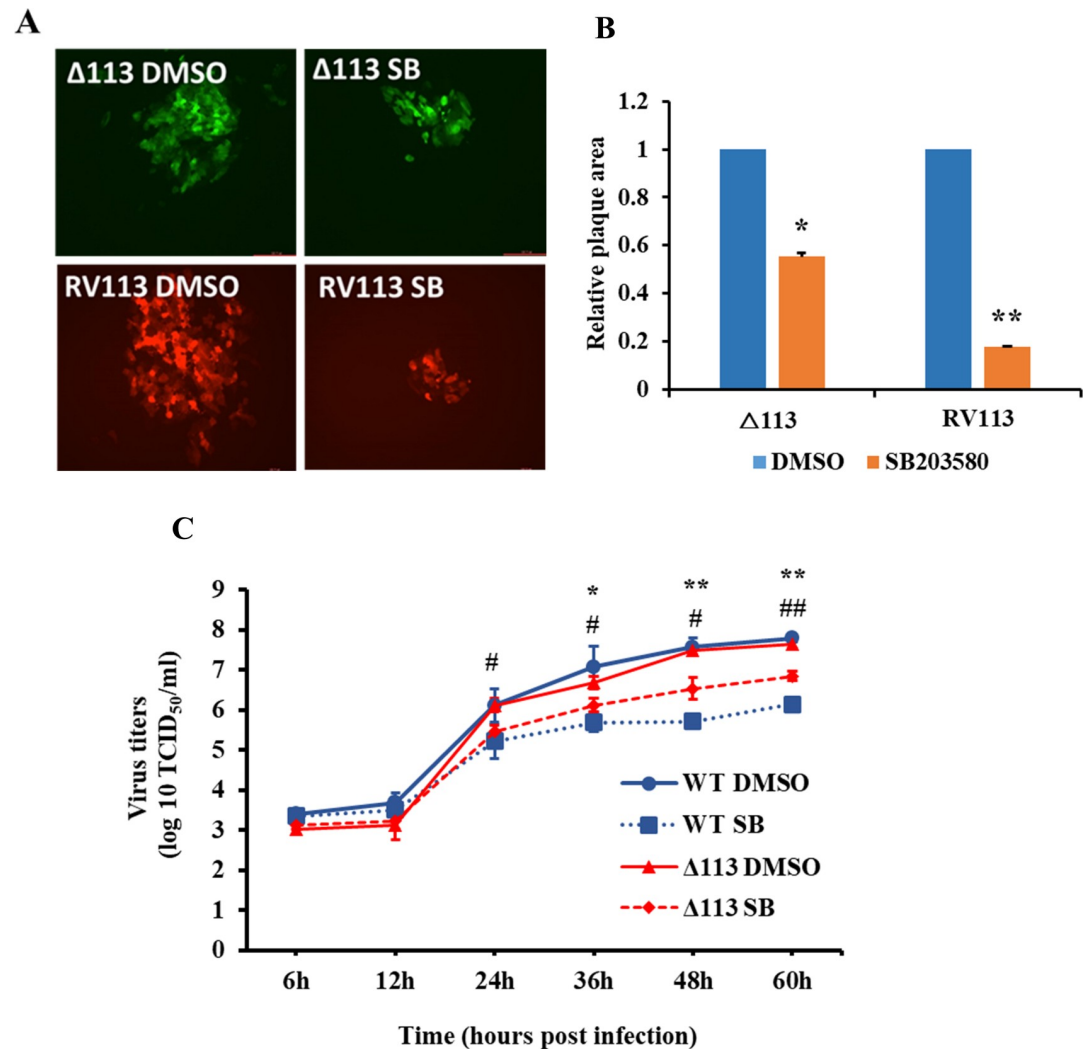 A
Δ113 DMSO
Δ113 SB
RV113 DMSO
RV113 SB
B
Relative plaque area
1.2
1
0.8
0.6
0.4
0.2
0
*
**
△113
RV113
DMSO
SB203580
C
Virus titers
(log 10 TCID50/ml)
9
8
7
6
5
4
3
2
1
0
#
*
#
**
#
**
##
WT DMSO
WT SB
Δ113 DMSO
Δ113 SB
6h
12h
24h
36h
48h
60h
Time (hours post infection)